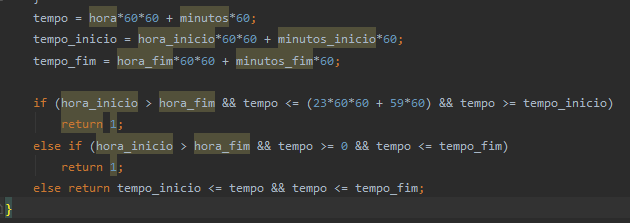 tempo = hora*60*60 + minutos*60;
tempo_inicio = hora_inicio*60*60 + minutos_inicio*60;
tempo_fim = hora_fim*60*60 + minutos_fim*60;
if (hora_inicio > hora_fim && tempo <= (23*60*60 + 59*60) && tempo >= tempo_inicio)
return 1;
else if (hora_inicio > hora_fim && tempo >= 0 && tempo <= tempo_fim)
return 1;
else return tempo_inicio <= tempo && tempo <= tempo_fim;
}